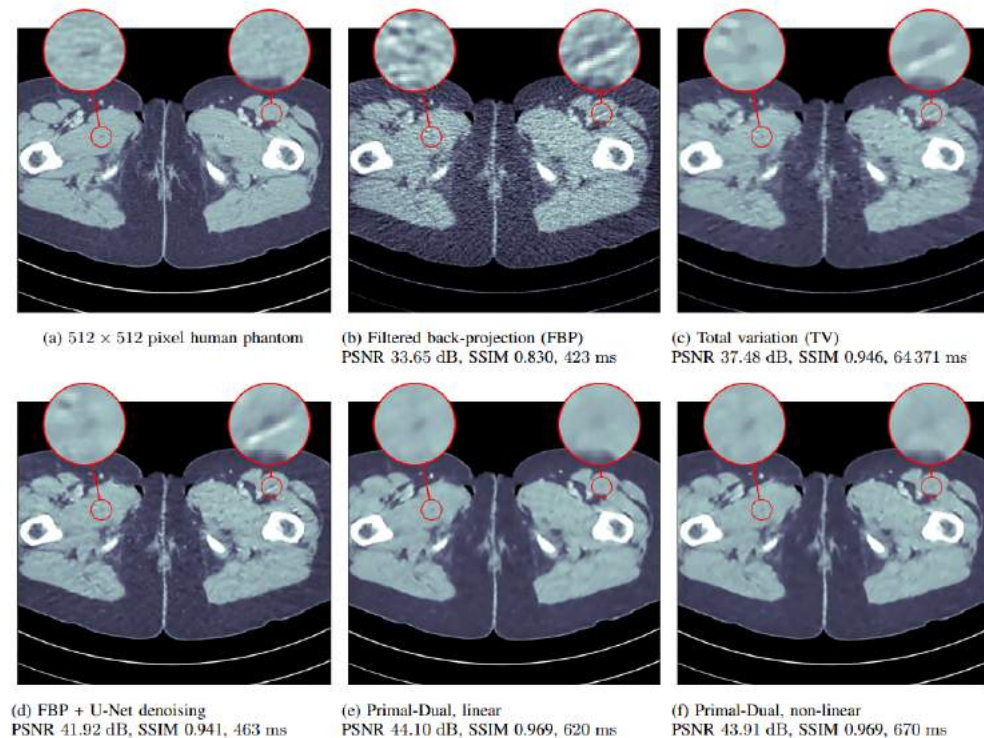 (a) 512 × 512 pixel human phantom
(b) Filtered back-projection (FBP)
PSNR 33.65 dB, SSIM 0.830, 423 ms
(c) Total variation (TV)
PSNR 37.48 dB, SSIM 0.946, 64 371 ms
(d) FBP + U-Net denoising
PSNR 41.92 dB, SSIM 0.941, 463 ms
(e) Primal-Dual, linear
PSNR 44.10 dB, SSIM 0.969, 620 ms
(f) Primal-Dual, non-linear
PSNR 43.91 dB, SSIM 0.969, 670 ms